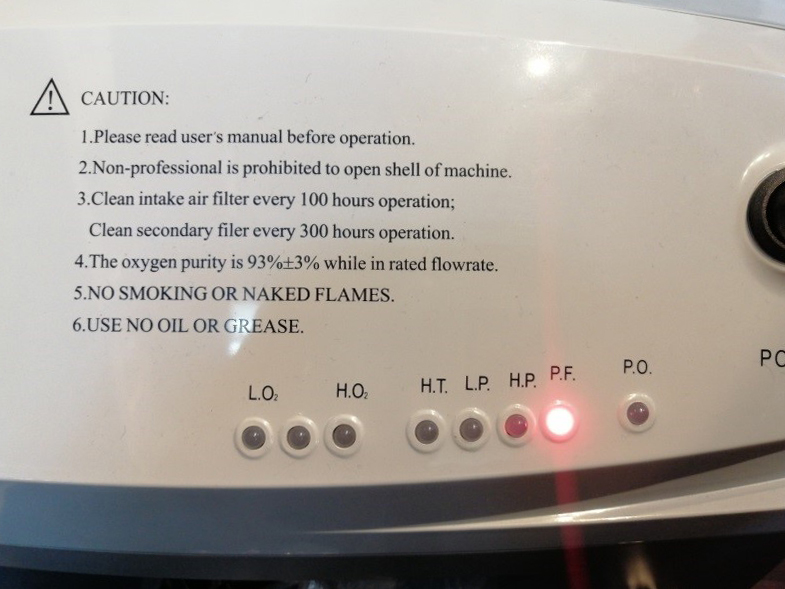 CAUTION:
1.Please read user's manual before operation.
2.Non-professional is prohibited to open shell of machine.
3.Clean intake air filter every 100 hours operation;
Clean secondary filer every 300 hours operation.
4.The oxygen purity is 93%±3% while in rated flowrate.
5.NO SMOKING OR NAKED FLAMES.
6.USE NO OIL OR GREASE.
L.O₂ H.O₂ H.T. L.P. H.P. P.F. P.O.